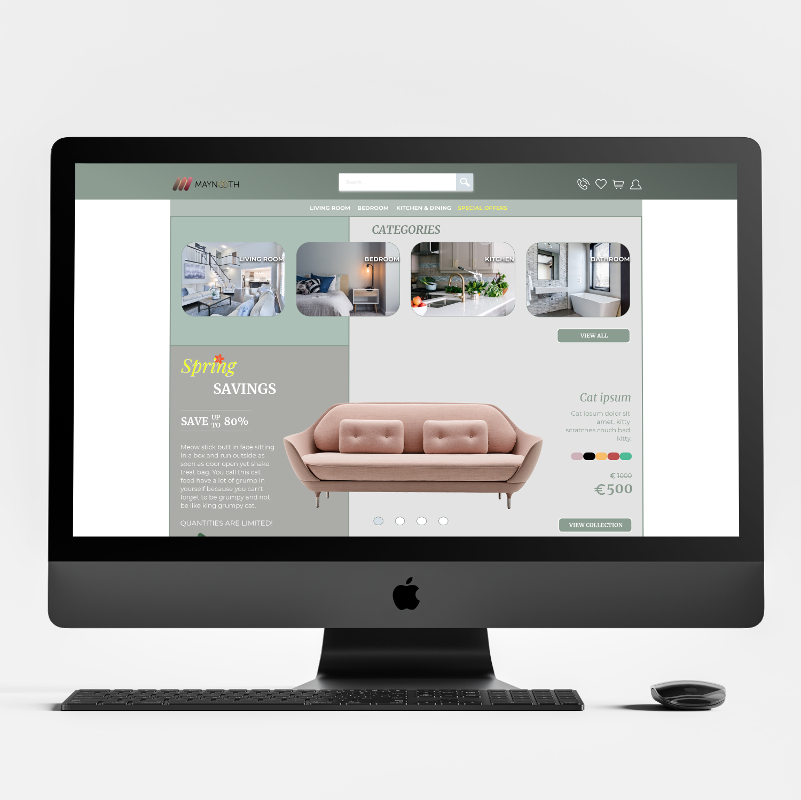 MAYNOOTH
LIVING ROOM BEDROOM KITCHEN & DINING SPECIAL OFFERS
CATEGORIES
LIVING ROOM BEDROOM KITCHEN BATHROOM
VIEW ALL
Spring
SAVINGS
SAVE UP TO 80%
Meow stick butt in face sitting
in a box and run outside as
soon as door open yet shake
treat bag. You call this cat
food have a lot of grump in
yourself because you can't
forget to be grumpy and not
be like king grumpy cat.
QUANTITIES ARE LIMITED!
Cat ipsum
Cat ipsum dolor sit
amet, kitty
scratches couch bad
kitty.
€ 1000
€500
VIEW COLLECTION